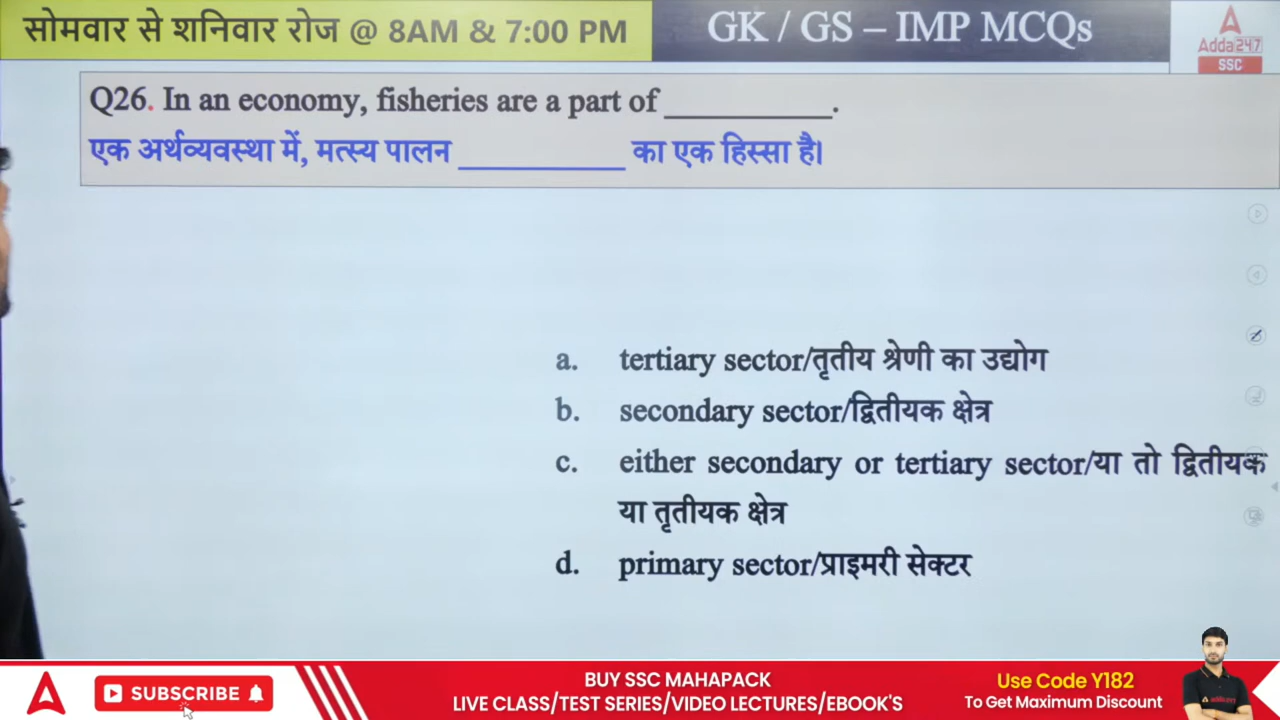 सोमवार से शनिवार रोज @ 8AM & 7:00 PM
GK / GS – IMP MCQs
Adda247
SSC
Q26. In an economy, fisheries are a part of ___________.
एक अर्थव्यवस्था में, मत्स्य पालन ___________ का एक हिस्सा है।
a. tertiary sector/तृतीय श्रेणी का उद्योग
b. secondary sector/द्वितीयक क्षेत्र
c. either secondary or tertiary sector/या तो द्वितीयक
या तृतीयक क्षेत्र
d. primary sector/प्राइमरी सेक्टर
SUBSCRIBE
BUY SSC MAHAPACK
LIVE CLASS/TEST SERIES/VIDEO LECTURES/EBOOK'S
Use Code Y182
To Get Maximum Discount